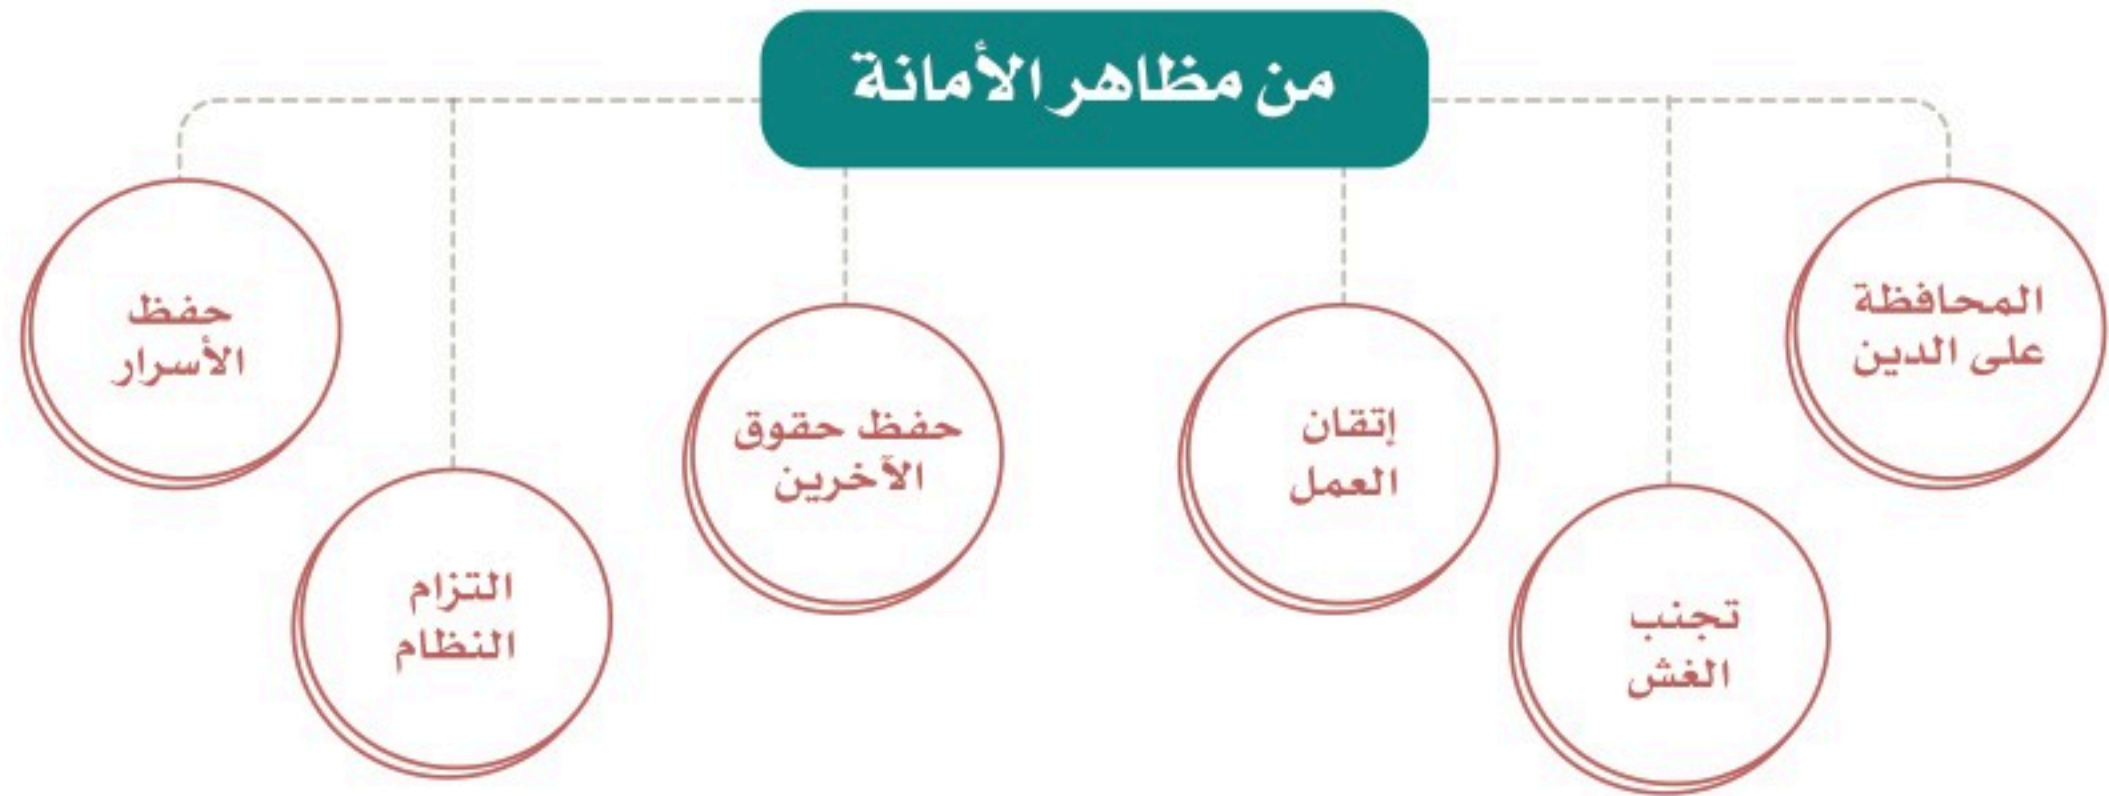 من مظاهر الأمانة
المحافظة
على الدين
تجنب
الغش
إتقان
العمل
حفظ حقوق
الآخرين
التزام
النظام
حفظ
الأسرار